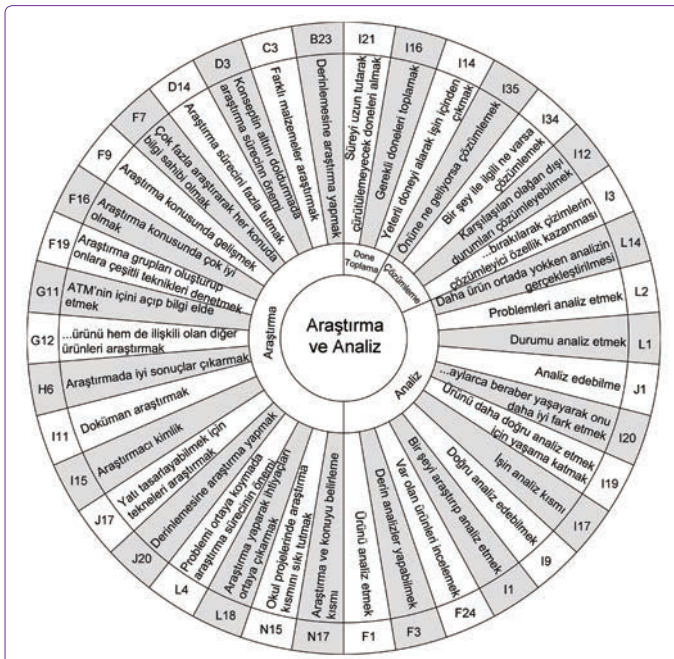 Araştırma
ve Analiz
Done
Toplama
Çözümleme
Analiz
Araştırma
I21
Süreyi uzun tutarak
çürütülemeyecek doneleri almak
I16
Gerekli doneleri toplamak
I14
Yeterli doneyi alarak işin içinden
çıkmak
I35
Önüne ne geliyorsa çözümlemek
I34
Bir şey ile ilgili ne varsa
çözümlemek
I12
Karşılaşılan olağan dışı
durumları çözümleyebilmek
I3
...bırakılarak çizimlerin
çözümleyici özellik kazanması
L14
Daha ürün ortada yokken analizin
gerçekleştirilmesi
L2
Problemleri analiz etmek
L1
Durumu analiz etmek
J1
Analiz edebilme
I20
...aylarca beraber yaşayarak onu
daha iyi fark etmek
I19
Ürünü daha doğru analiz etmek
için yaşama katmak
I17
İşin analiz kısmı
I9
Doğru analiz edebilmek
I1
Bir şeyi araştırıp analiz etmek
F24
Var olan ürünleri incelemek
F3
Derin analizler yapabilmek
F1
Ürünü analiz etmek
N17
Araştırma ve konuyu belirleme
kısmı
N15
Okul projelerinde araştırma
kısmını sıkı tutmak
L18
Araştırma yaparak ihtiyaçları
ortaya çıkarmak
L4
Problemi ortaya koymada
araştırma sürecinin önemi
J20
Derinlemesine araştırma yapmak
J17
Yatı tasarlayabilmek için
tekneleri araştırmak
I15
Araştırmacı kimlik
I11
Doküman araştırmak
H6
Araştırmada iyi sonuçlar çıkarmak
G12
...ürünü hem de ilişkili olan diğer
ürünleri araştırmak
G11
ATM'nin içini açıp bilgi elde
etmek
F19
Araştırma grupları oluşturup
onlara çeşitli teknikleri denetmek
F16
Araştırma konusunda çok iyi
olmak
F9
Araştırma konusunda gelişmek
F7
Çok fazla araştırarak her konuda
bilgi sahibi olmak
D14
Araştırma sürecini fazla tutmak
D3
Konseptin altını doldurmada
araştırma sürecinn önemi
C3
Farklı malzemeler araştırmak
B23
Derinlemesine araştırma yapmak